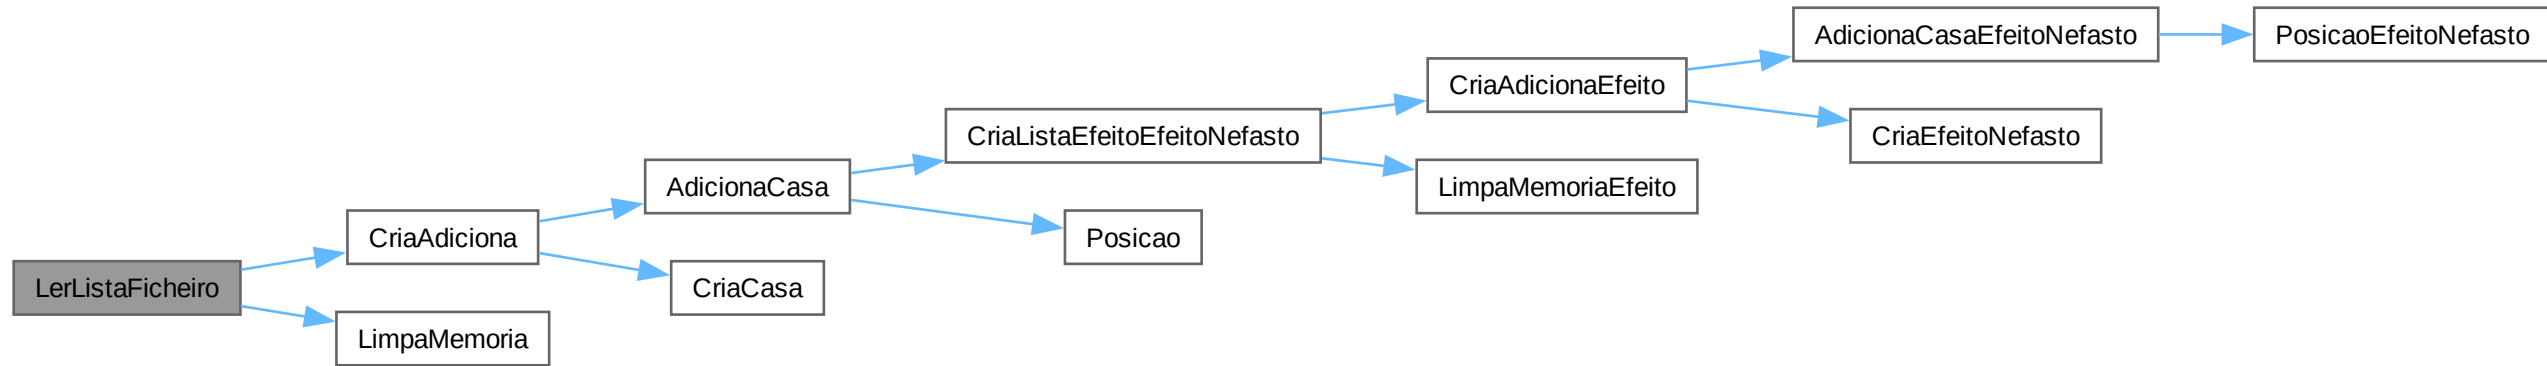 LerListaFicheiro
CriaAdiciona
LimpaMemoria
AdicionaCasa
CriaCasa
CriaListaEfeitoEfeitoNefasto
Posicao
CriaAdicionaEfeito
LimpaMemoriaEfeito
AdicionaCasaEfeitoNefasto
CriaEfeitoNefasto
PosicaoEfeitoNefasto